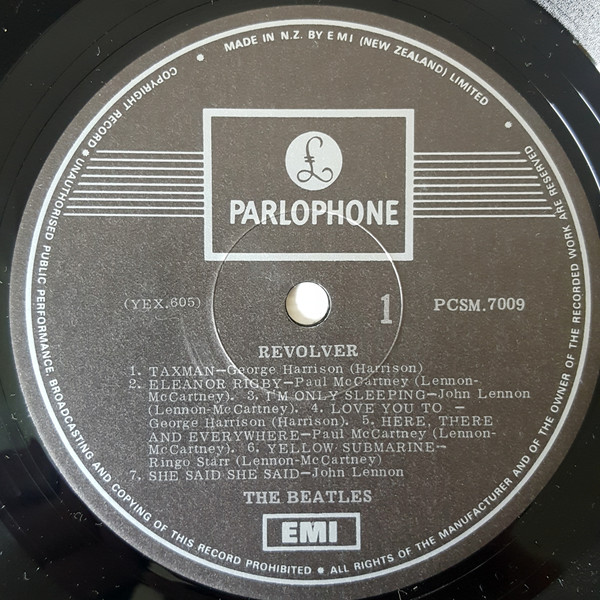 MADE IN N.Z. BY EMI (NEW ZEALAND) LIMITED
£
PARLOPHONE
(YEX.605)
1
PCSM.7009
REVOLVER
1. TAXMAN—George Harrison (Harrison)
2. ELEANOR RIGBY—Paul McCartney (Lennon-
McCartney). 3. I'M ONLY SLEEPING—John Lennon
(Lennon-McCartney). 4. LOVE YOU TO —
George Harrison (Harrison). 5. HERE, THERE
AND EVERYWHERE—Paul McCartney (Lennon-
McCartney). 6. YELLOW SUBMARINE—
Ringo Starr (Lennon-McCartney)
7. SHE SAID SHE SAID—John Lennon
THE BEATLES
EMI
COPYRIGHT RECORD • UNAUTHORISED PUBLIC PERFORMANCE, BROADCASTING AND COPYING OF THIS RECORD PROHIBITED • ALL RIGHTS OF THE MANUFACTURER AND OF THE OWNER OF THE RECORDED WORK ARE RESERVED